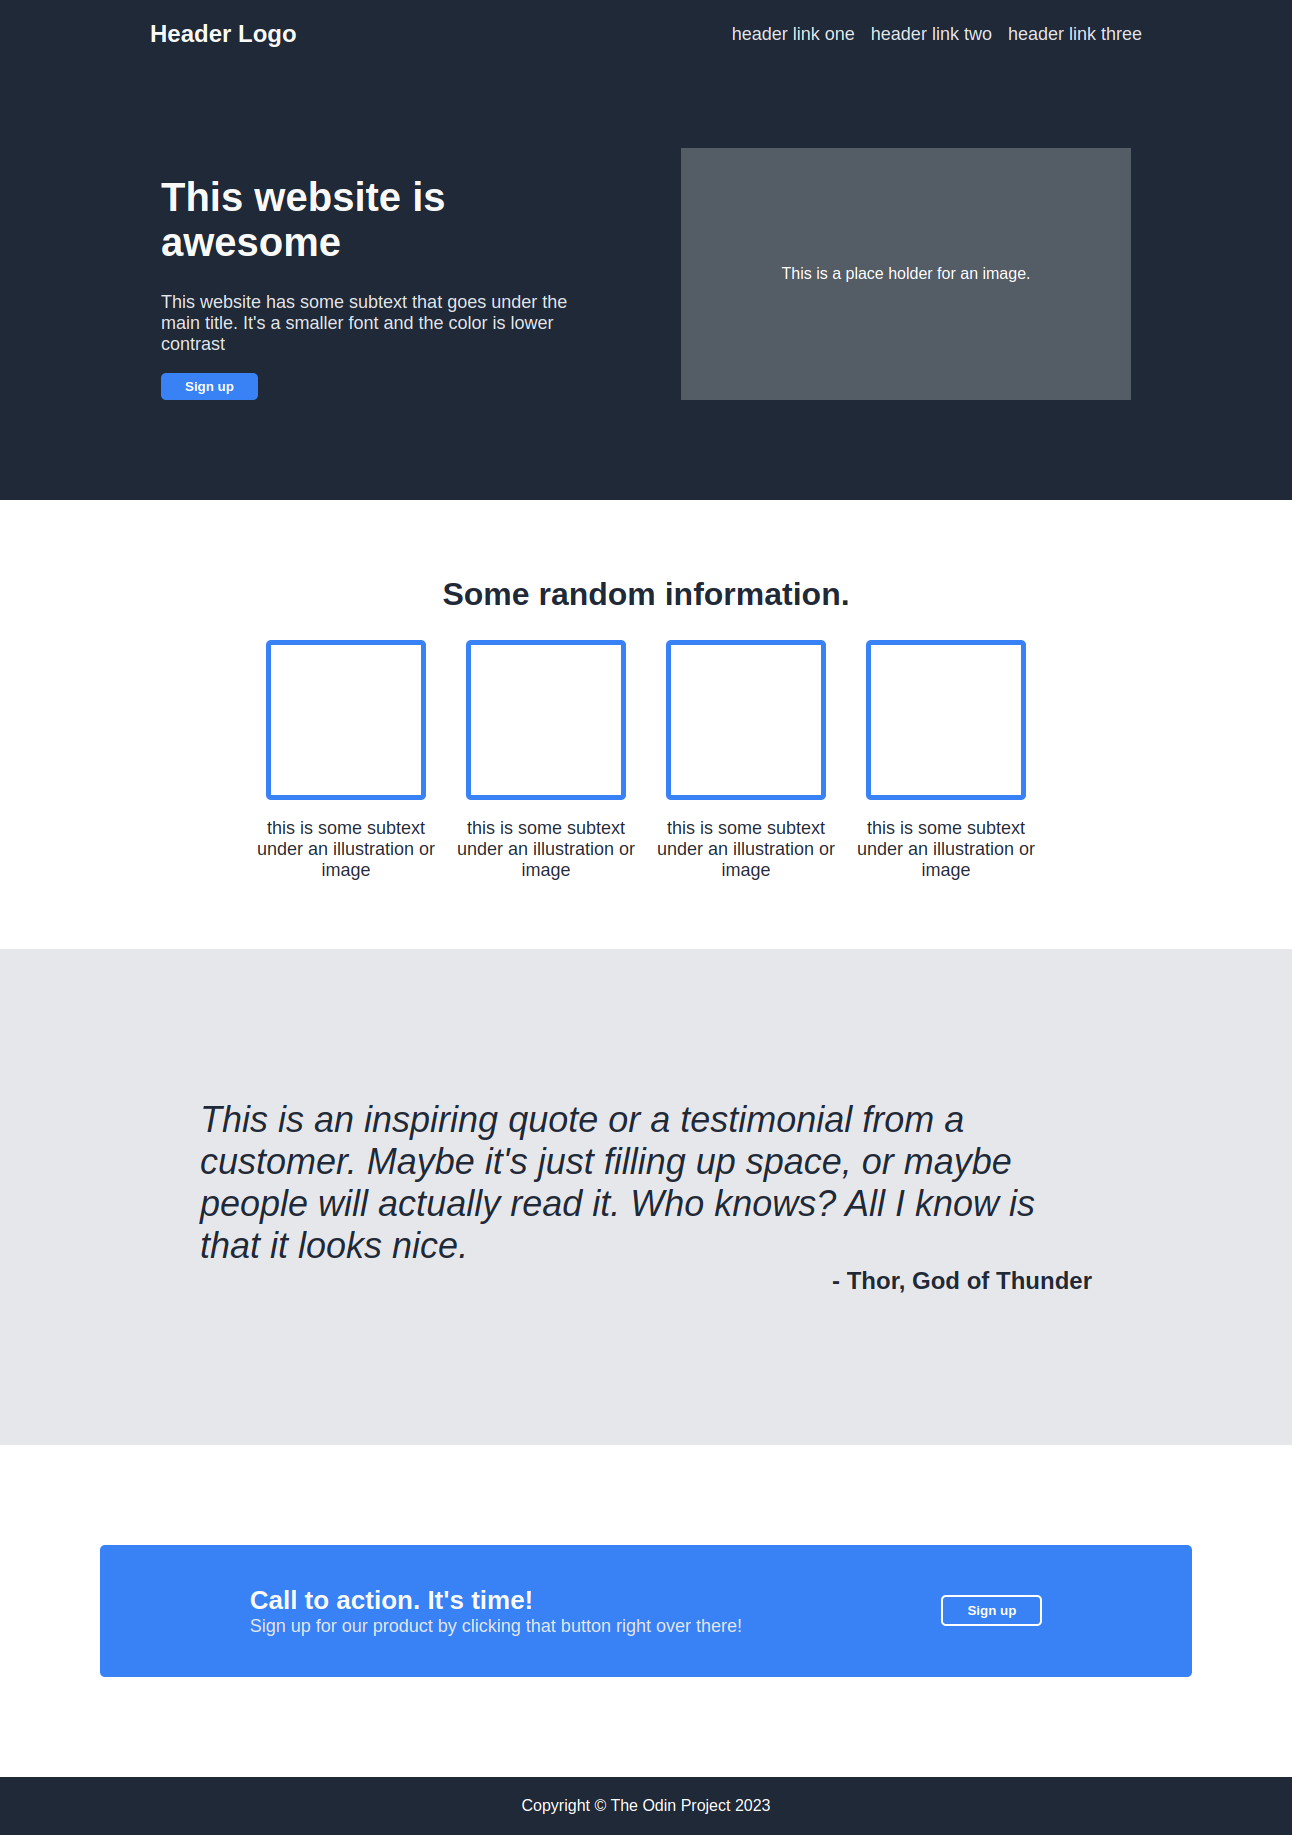 Header Logo
header link one header link two header link three
This website is
awesome
This website has some subtext that goes under the
main title. It's a smaller font and the color is lower
contrast
Sign up
This is a place holder for an image.
Some random information.
this is some subtext
under an illustration or
image
this is some subtext
under an illustration or
image
this is some subtext
under an illustration or
image
this is some subtext
under an illustration or
image
This is an inspiring quote or a testimonial from a
customer. Maybe it's just filling up space, or maybe
people will actually read it. Who knows? All I know is
that it looks nice.
- Thor, God of Thunder
Call to action. It's time!
Sign up for our product by clicking that button right over there!
Sign up
Copyright © The Odin Project 2023